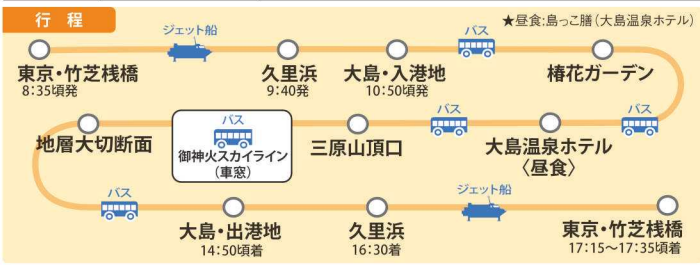 行程
★昼食:島っこ膳(大島温泉ホテル)
ジェット船
バス
東京・竹芝桟橋
8:35頃発
久里浜
9:40発
大島・入港地
10:50頃発
椿花ガーデン
バス
大島温泉ホテル
〈昼食〉
バス
三原山頂口
バス
御神火スカイライン
(車窓)
地層大切断面
バス
大島・出港地
14:50頃着
久里浜
16:30着
ジェット船
東京・竹芝桟橋
17:15〜17:35頃着